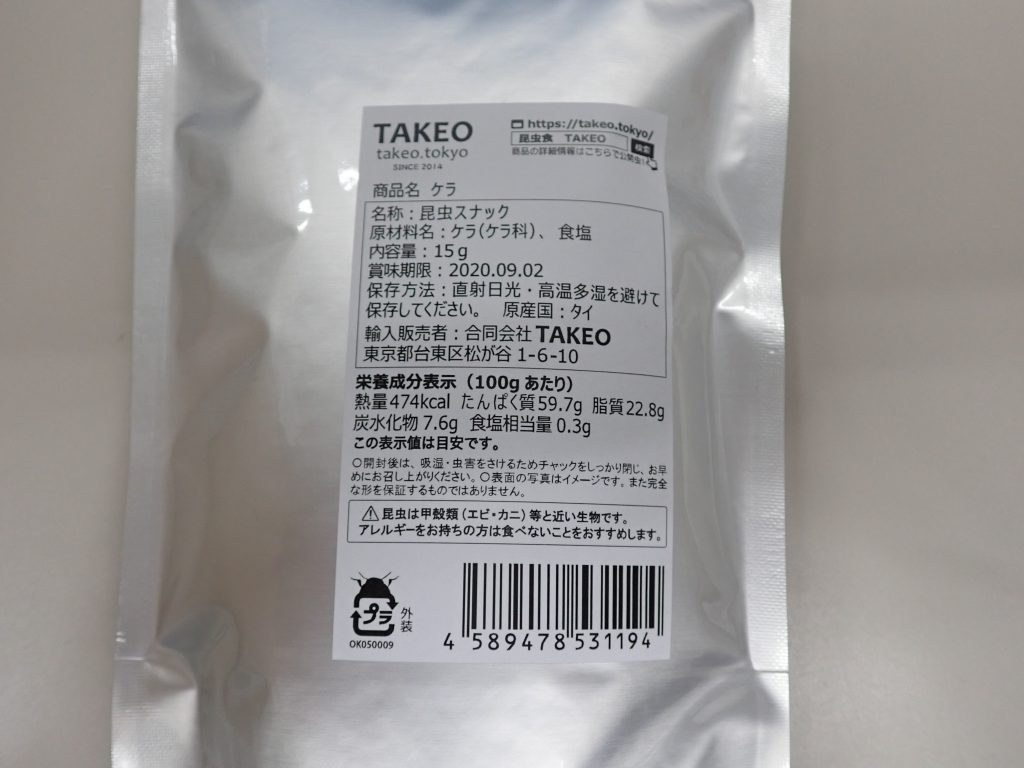 TAKEO
takeo.tokyo
SINCE 2014
https://takeo.tokyo/
昆虫食 TAKEO 検索
商品の詳細情報はこちらで公開虫!
商品名 ケラ
名称:昆虫スナック
原材料名:ケラ(ケラ科)、食塩
内容量:15g
賞味期限:2020.09.02
保存方法:直射日光・高温多湿を避けて
保存してください。 原産国:タイ
輸入販売者:合同会社 TAKEO
東京都台東区松が谷 1-6-10
栄養成分表示(100gあたり)
熱量474kcal たんぱく質59.7g 脂質22.8g
炭水化物 7.6g 食塩相当量 0.3g
この表示値は目安です。
○開封後は、吸湿・虫害をさけるためチャックをしっかり閉じ、お早
めにお召し上がりください。○表面の写真はイメージです。また完全
な形を保証するものではありません。
昆虫は甲殻類(エビ・カニ)等と近い生物です。
アレルギーをお持ちの方は食べないことをおすすめします。
プラ 外装
OK050009
4 589478 531194